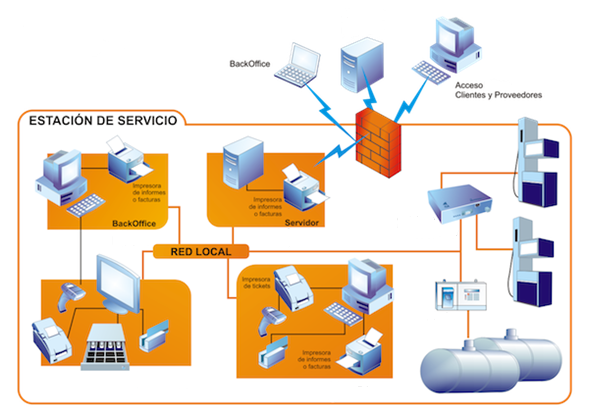 BackOffice
Acceso
Clientes y Proveedores
ESTACIÓN DE SERVICIO
Impresora
de informes
o facturas
BackOffice
Impresora
de informes
o facturas
Servidor
RED LOCAL
Impresora
de tickets
Impresora
de informes
o facturas